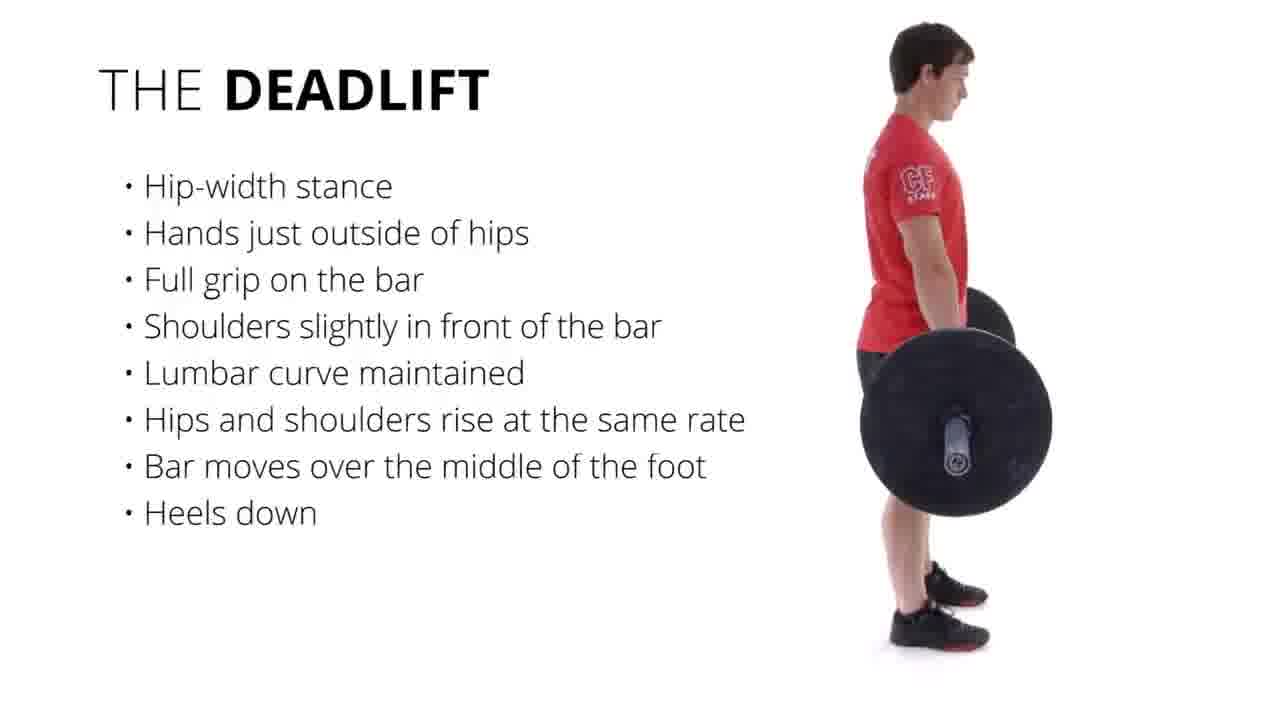 THE DEADLIFT
• Hip-width stance
• Hands just outside of hips
• Full grip on the bar
• Shoulders slightly in front of the bar
• Lumbar curve maintained
• Hips and shoulders rise at the same rate
• Bar moves over the middle of the foot
• Heels down
CF
STAFF